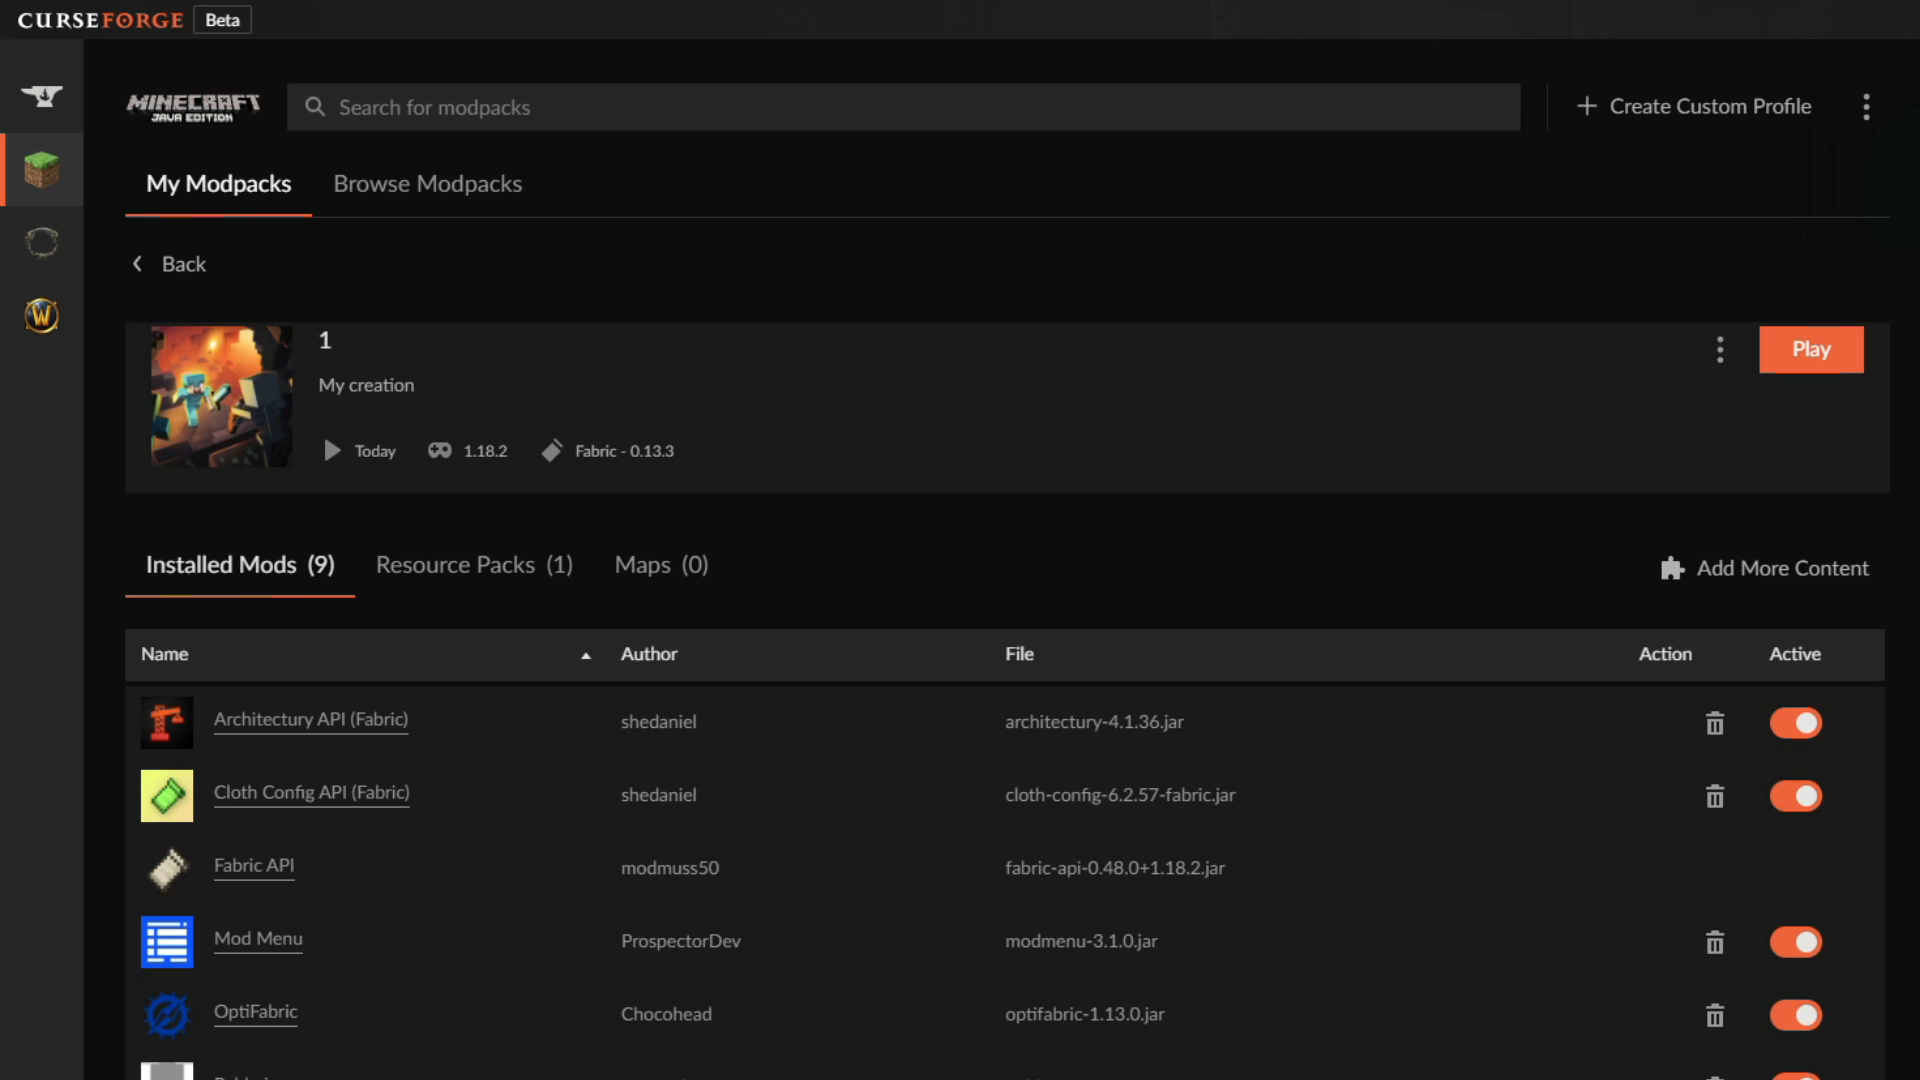 CURSEFORGE Beta
MINECRAFT
JAVA EDITION
Search for modpacks
Create Custom Profile
My Modpacks
Browse Modpacks
Back
1
Play
My creation
Today
1.18.2
Fabric - 0.13.3
Installed Mods (9)
Resource Packs (1)
Maps (0)
Add More Content
Name
Author
File
Action
Active
Architectury API (Fabric)
shedaniel
architectury-4.1.36.jar
Cloth Config API (Fabric)
shedaniel
cloth-config-6.2.57-fabric.jar
Fabric API
modmuss50
fabric-api-0.48.0+1.18.2.jar
Mod Menu
ProspectorDev
modmenu-3.1.0.jar
OptiFabric
Chocohead
optifabric-1.13.0.jar